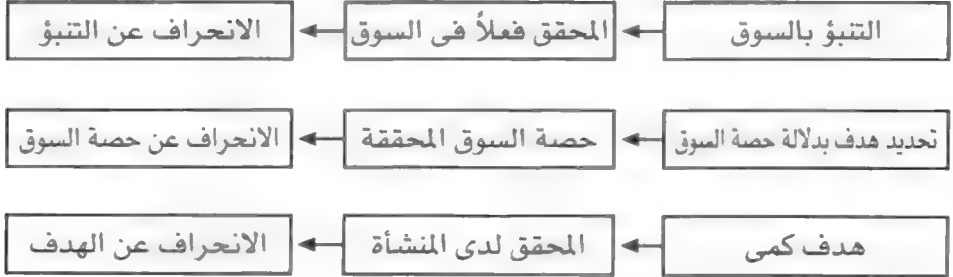 التنبؤ بالسوق
المحقق فعلاً فى السوق
الانحراف عن التنبؤ
تحديد هدف بدلالة حصة السوق
حصة السوق المحققة
الانحراف عن حصة السوق
هدف كمى
المحقق لدى المنشأة
الانحراف عن الهدف